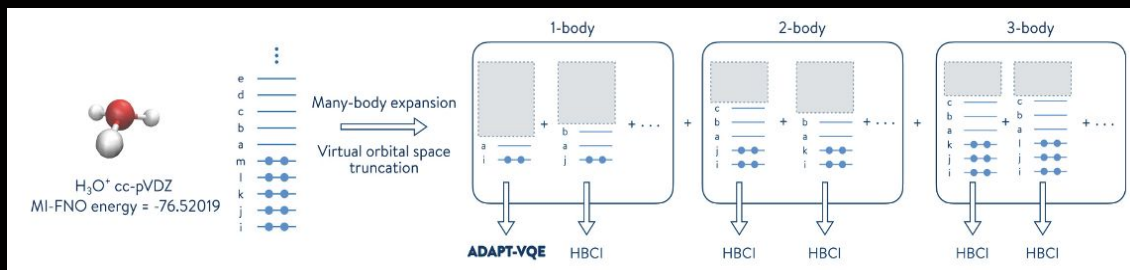 1-body
2-body
3-body
e
d
c
b
a
m
l
k
j
i
Many-body expansion
Virtual orbital space
truncation
H₃O⁺ cc-pVDZ
MI-FNO energy = -76.52019
a
i
+
b
a
j
+ ...
+
c
b
a
j
i
+
b
a
k
i
+ ...
+
c
b
a
k
j
i
+
c
b
a
l
j
i
+ ...
ADAPT-VQE
HBCI
HBCI
HBCI
HBCI
HBCI